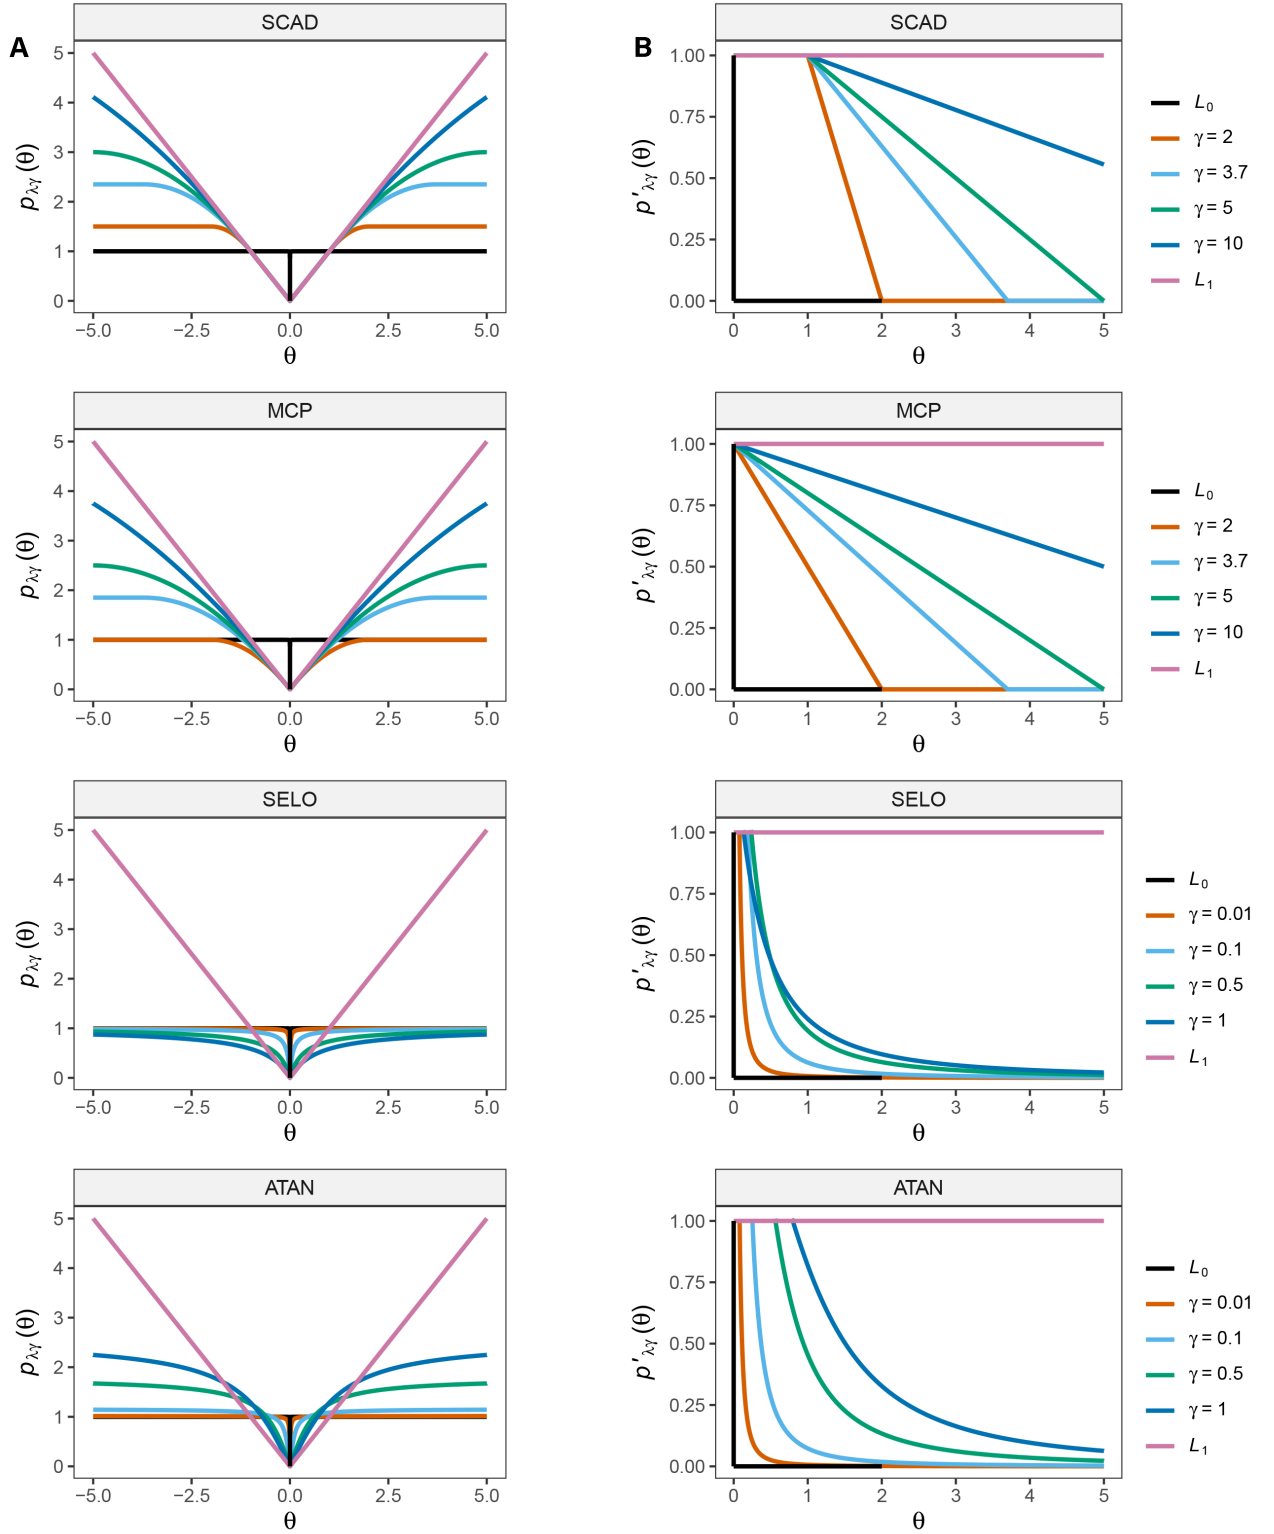 A
SCAD
5
4
3
2
1
0
−5.0 −2.5 0.0 2.5 5.0
θ
pλγ (θ)
B
SCAD
1.00
0.75
0.50
0.25
0.00
0 1 2 3 4 5
θ
p′λγ (θ)
L0
γ = 2
γ = 3.7
γ = 5
γ = 10
L1
MCP
5
4
3
2
1
0
−5.0 −2.5 0.0 2.5 5.0
θ
pλγ (θ)
MCP
1.00
0.75
0.50
0.25
0.00
0 1 2 3 4 5
θ
p′λγ (θ)
L0
γ = 2
γ = 3.7
γ = 5
γ = 10
L1
SELO
5
4
3
2
1
0
−5.0 −2.5 0.0 2.5 5.0
θ
pλγ (θ)
SELO
1.00
0.75
0.50
0.25
0.00
0 1 2 3 4 5
θ
p′λγ (θ)
L0
γ = 0.01
γ = 0.1
γ = 0.5
γ = 1
L1
ATAN
5
4
3
2
1
0
−5.0 −2.5 0.0 2.5 5.0
θ
pλγ (θ)
ATAN
1.00
0.75
0.50
0.25
0.00
0 1 2 3 4 5
θ
p′λγ (θ)
L0
γ = 0.01
γ = 0.1
γ = 0.5
γ = 1
L1